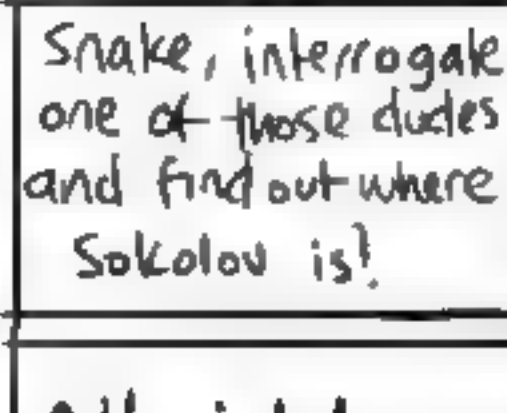 Snake, interrogate
one of those dudes
and find out where
Sokolov is?